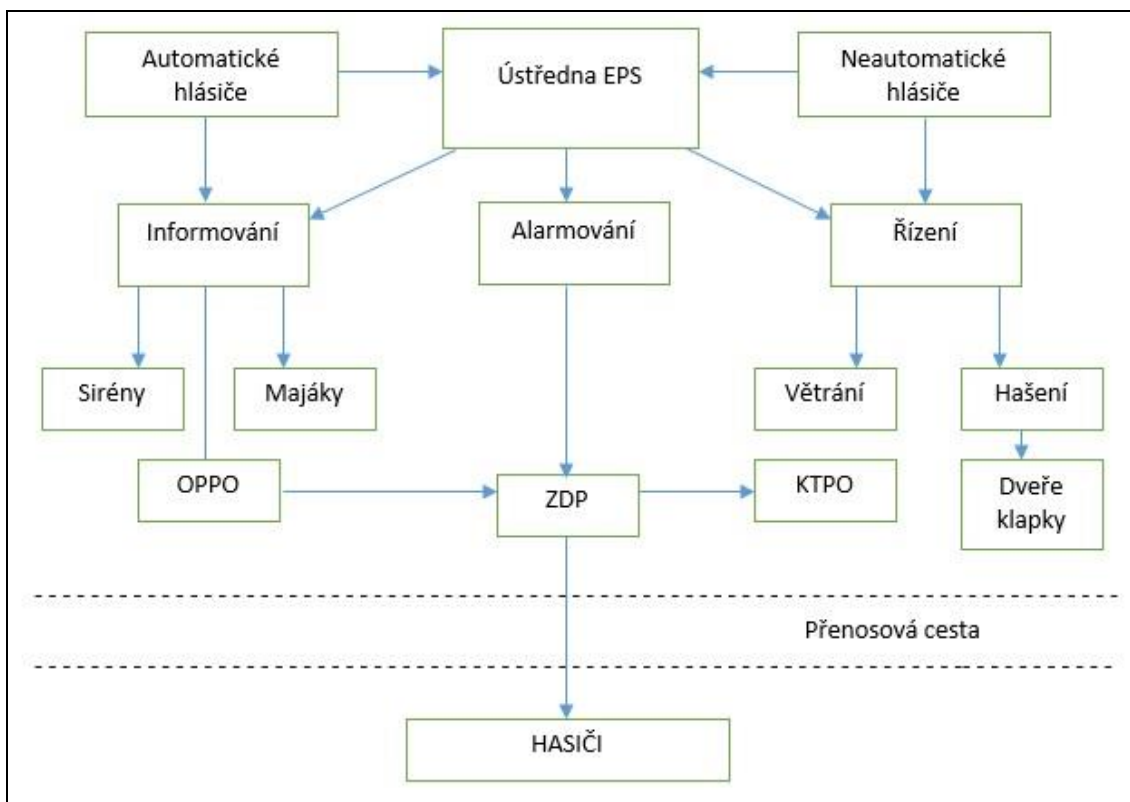 Automatické
hlásiče
Ústředna EPS
Neautomatické
hlásiče
Informování
Alarmování
Řízení
Sirény
Majáky
Větrání
Hašení
OPPO
ZDP
KTPO
Dveře
klapky
Přenosová cesta
HASIČI